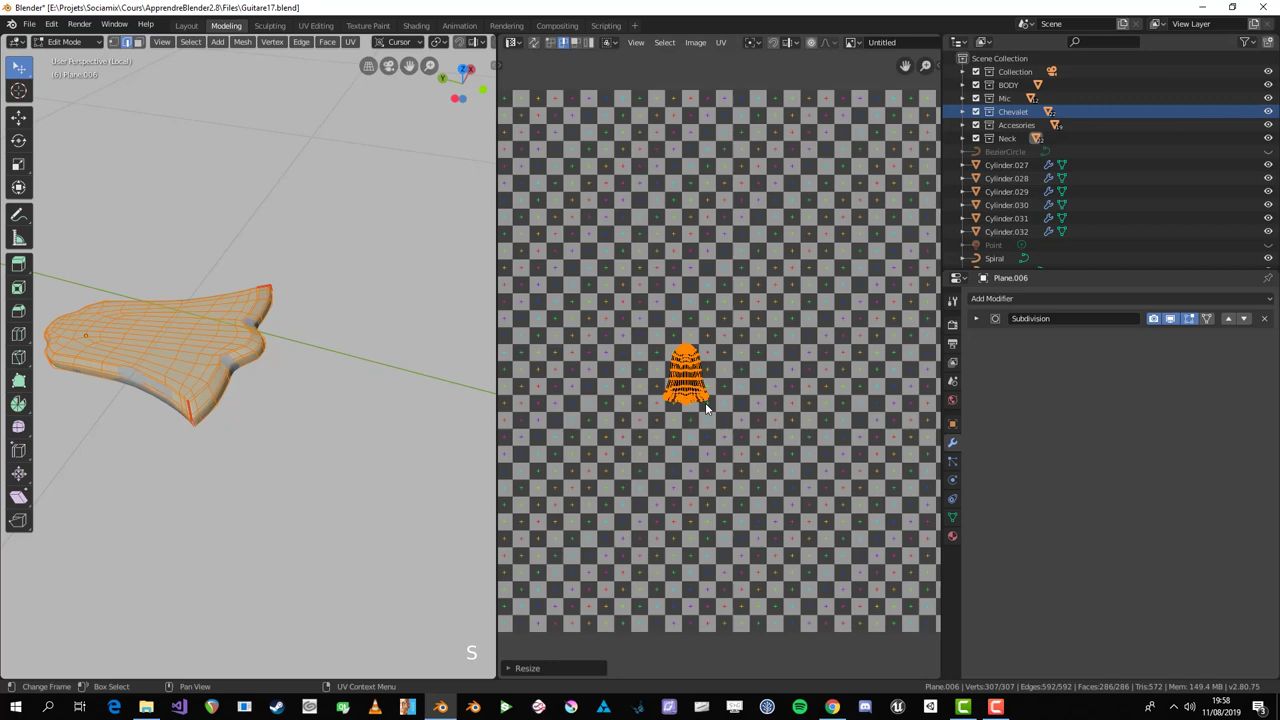 Blender* [E:\Projets\Sociamix\Cours\ApprendreBlender2.8\Files\Guitare17.blend]
File Edit Render Window Help Layout Modeling Sculpting UV Editing Texture Paint Shading Animation Rendering Compositing Scripting + Scene View Layer
Edit Mode View Select Add Mesh Vertex Edge Face UV Cursor View Select Image UV Untitled
User Perspective (Local)
(6) Plane.006
Z X
Y
Scene Collection
Collection
BODY
Mic
Chevalet
Accesories
Neck
BezierCircle
Cylinder.027
Cylinder.028
Cylinder.029
Cylinder.030
Cylinder.031
Cylinder.032
Point
Spiral
Plane.006
Add Modifier
Subdivision
S
Resize
Change Frame Box Select Pan View UV Context Menu Plane.006 | Verts:307/307 | Edges:592/592 | Faces:286/286 | Tris:572 | Mem: 149.4 MB | v2.80.75
19:58
11/08/2019